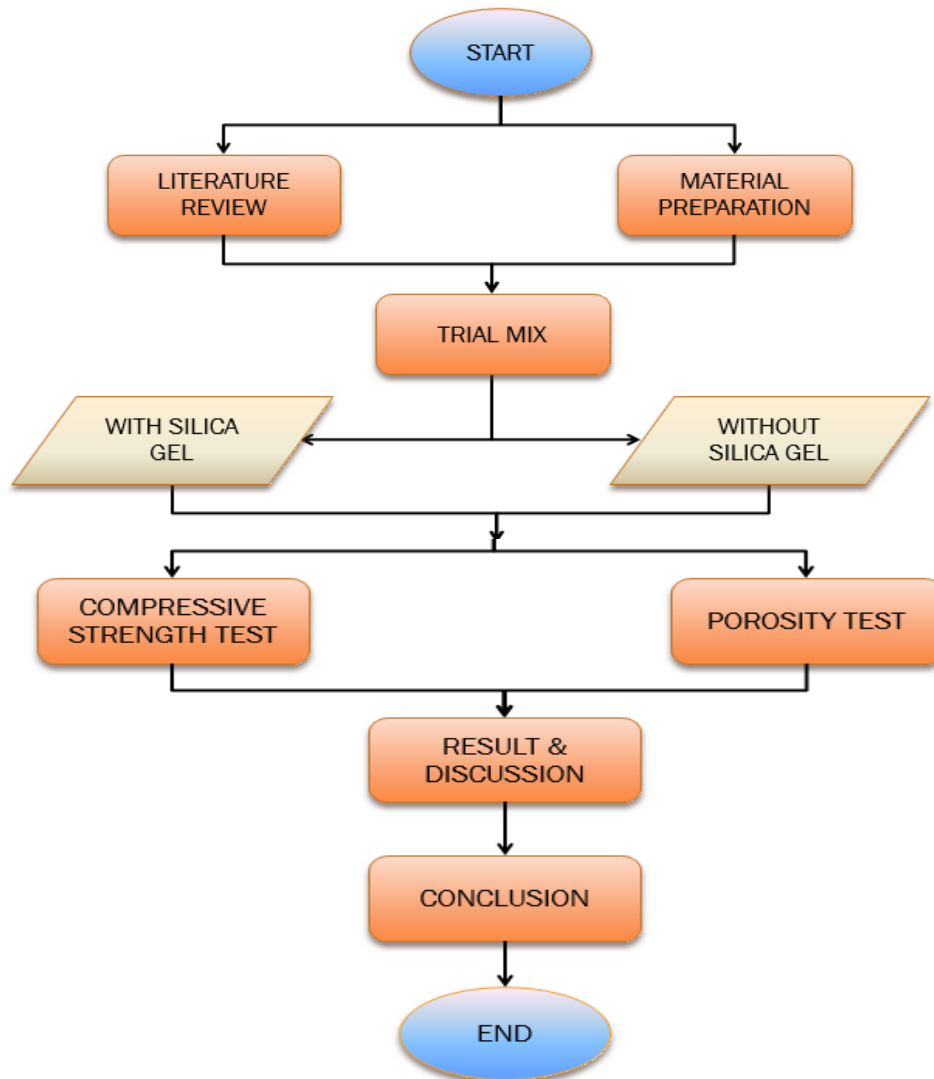 START
LITERATURE
REVIEW
MATERIAL
PREPARATION
TRIAL MIX
WITH SILICA
GEL
WITHOUT
SILICA GEL
COMPRESSIVE
STRENGTH TEST
POROSITY TEST
RESULT &
DISCUSSION
CONCLUSION
END